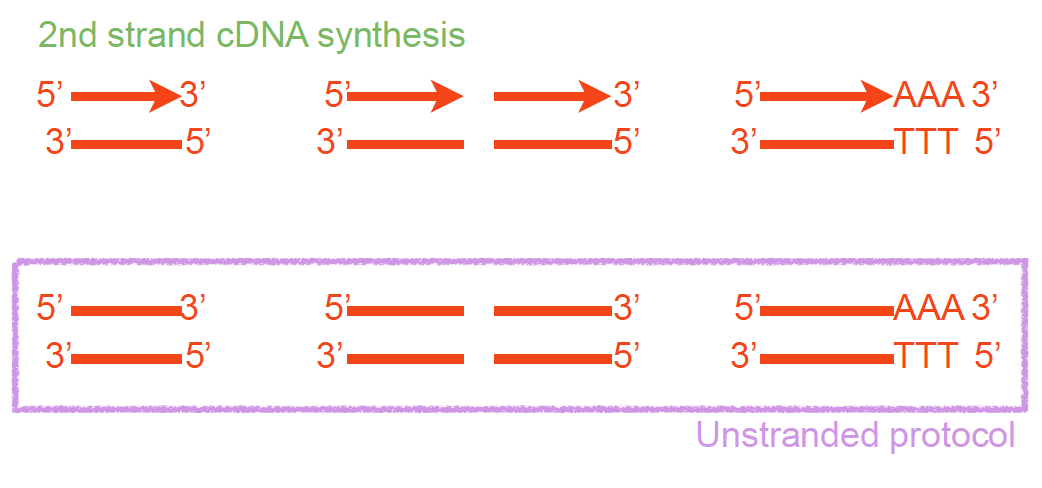 2nd strand cDNA synthesis
5’ 3’ 5’ 3’ 5’ AAA 3’
3’ 5’ 3’ 5’ 3’ TTT 5’
5’ 3’ 5’ 3’ 5’ AAA 3’
3’ 5’ 3’ 5’ 3’ TTT 5’
Unstranded protocol